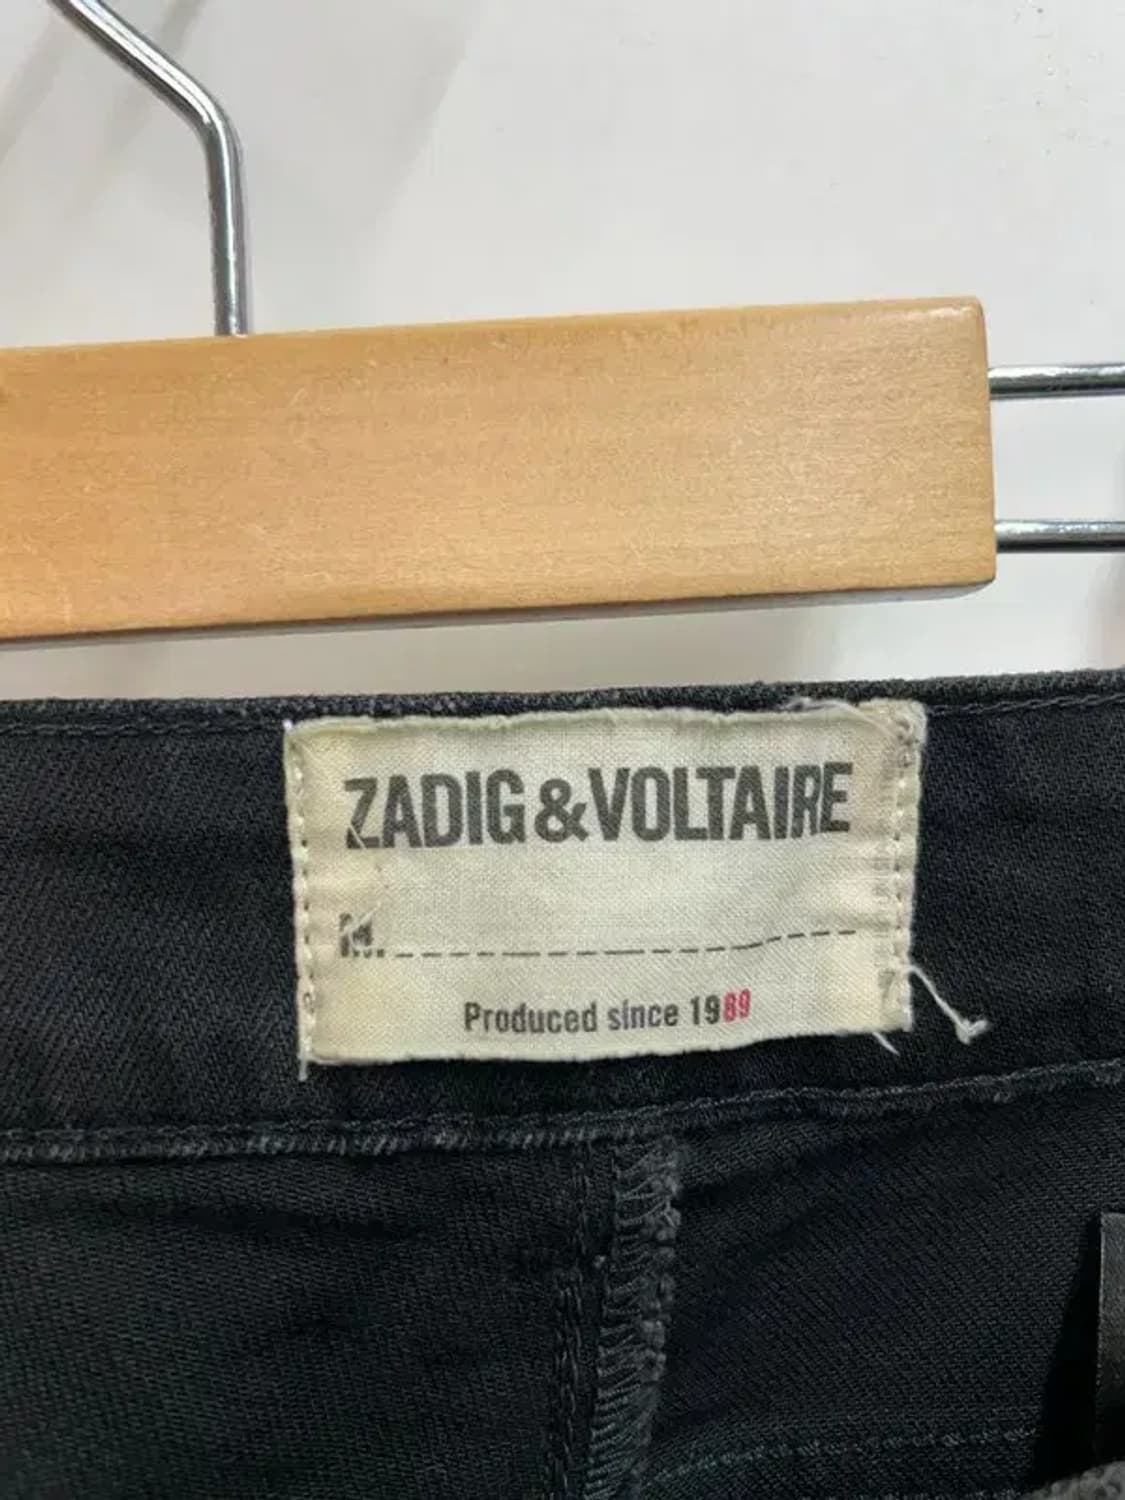 ZADIG & VOLTAIRE
M.
Produced since 1989